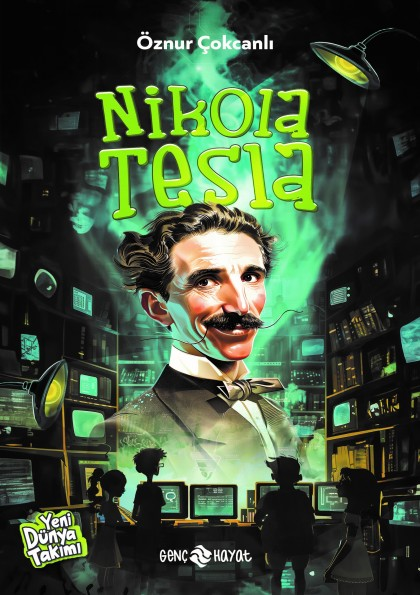 Öznur Çokcanlı
Nikola
Tesla
Yeni
Dünya
Takımı
GENÇ HAYAT